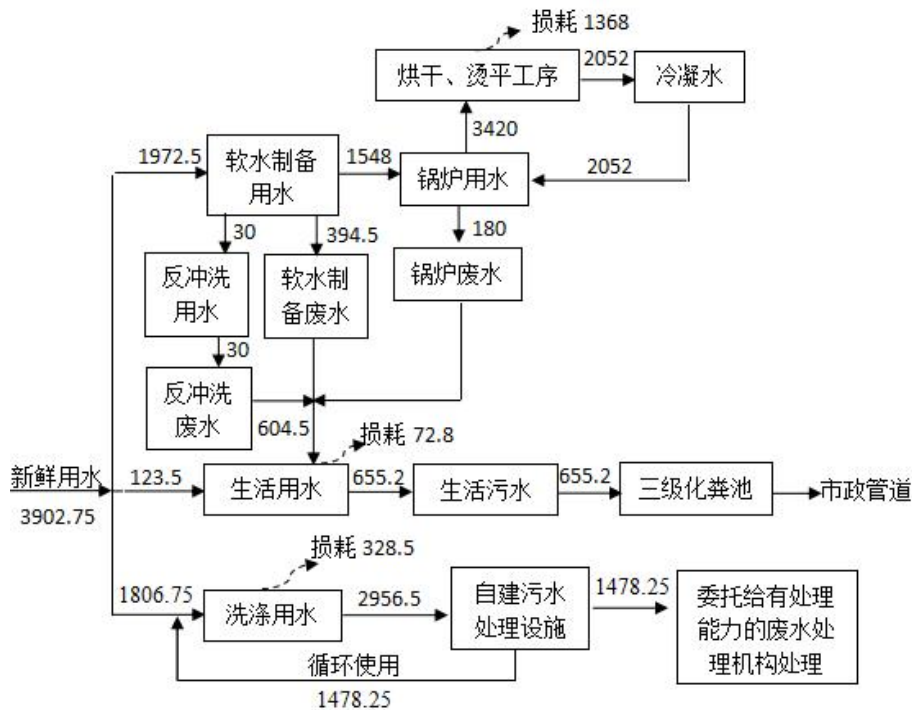 损耗 1368
烘干、烫平工序
2052
冷凝水
3420
1972.5
软水制备
用水
1548
锅炉用水
2052
30
394.5
180
反冲洗
用水
软水制
备废水
锅炉废水
30
反冲洗
废水
604.5
损耗 72.8
新鲜用水
3902.75
123.5
生活用水
655.2
生活污水
655.2
三级化粪池
市政管道
损耗 328.5
1806.75
洗涤用水
2956.5
自建污水
处理设施
1478.25
委托给有处理
能力的废水处
理机构处理
循环使用
1478.25